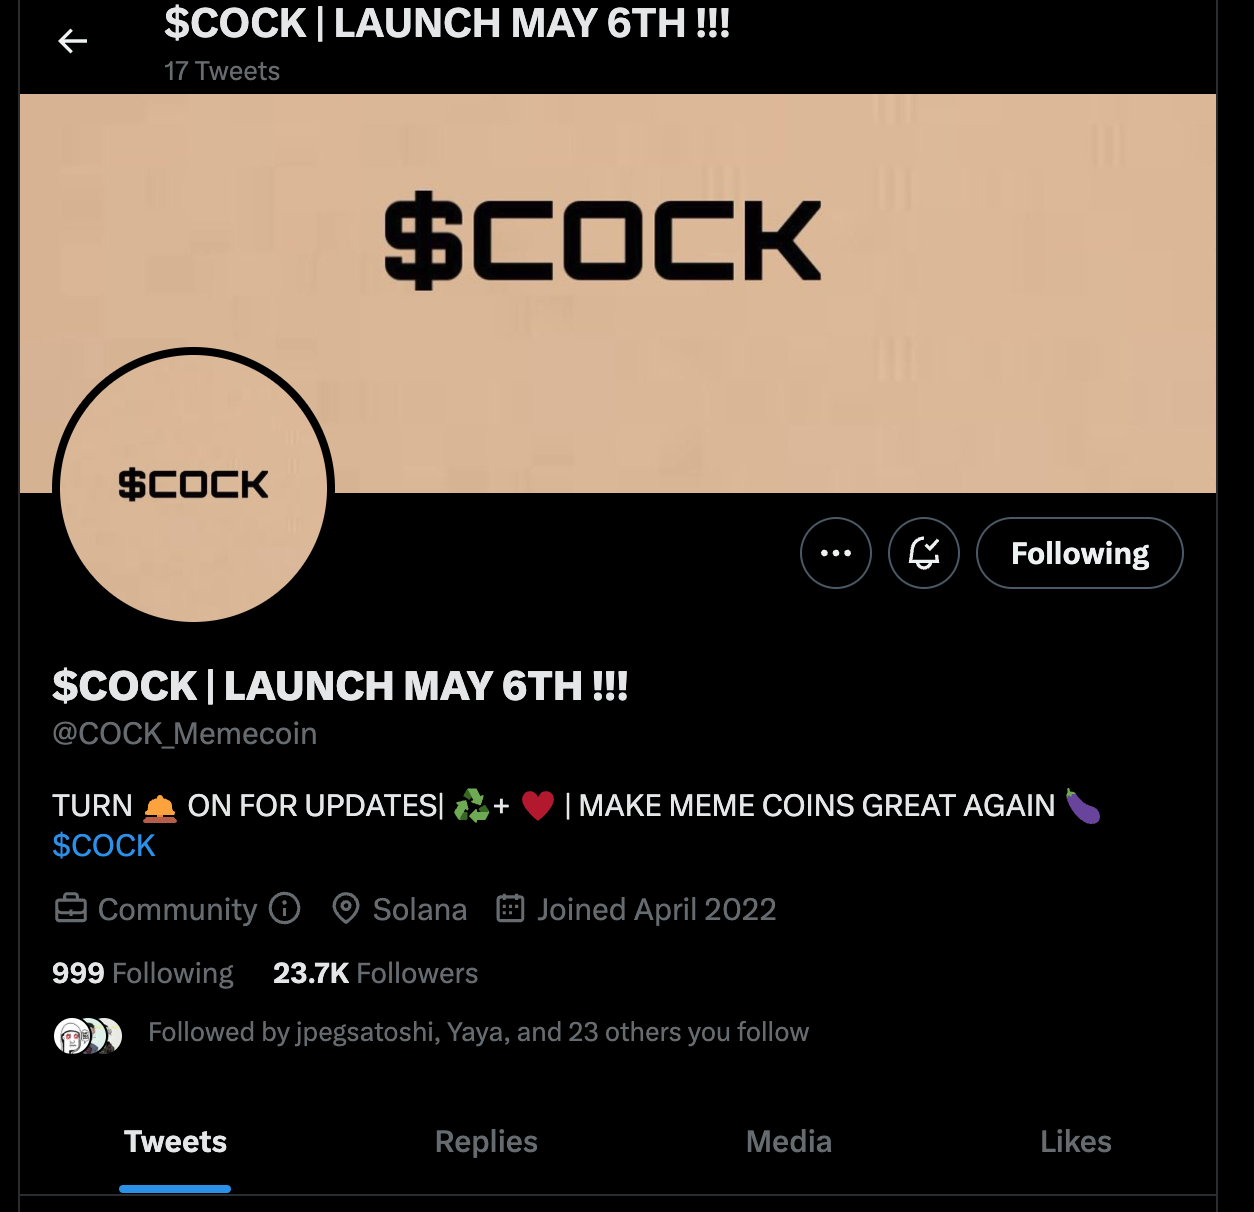 $COCK | LAUNCH MAY 6TH !!!
17 Tweets
$COCK
$COCK
Following
$COCK | LAUNCH MAY 6TH !!!
@COCK_Memecoin
TURN 🛎️ ON FOR UPDATES| ♻️+ ♥️ | MAKE MEME COINS GREAT AGAIN 🍆
$COCK
Community Solana Joined April 2022
999 Following 23.7K Followers
Followed by jpegsatoshi, Yaya, and 23 others you follow
Tweets Replies Media Likes